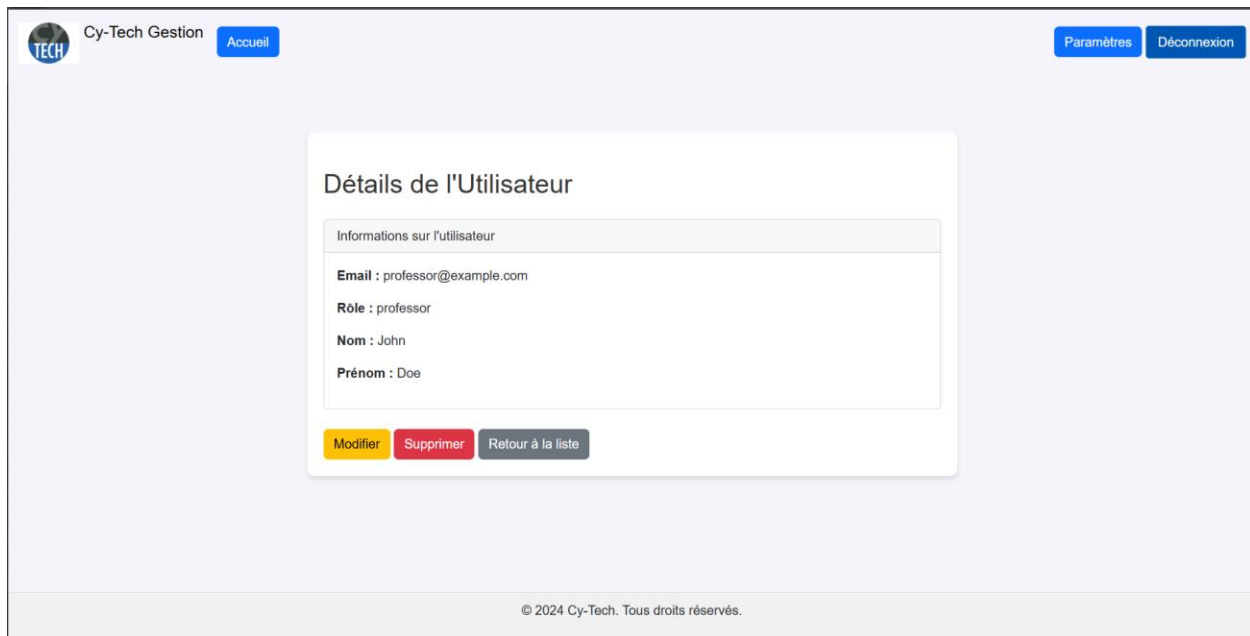 CY
TECH
Cy-Tech Gestion
Accueil
Paramètres
Déconnexion
Détails de l'Utilisateur
Informations sur l'utilisateur
Email : professor@example.com
Rôle : professor
Nom : John
Prénom : Doe
Modifier
Supprimer
Retour à la liste
© 2024 Cy-Tech. Tous droits réservés.